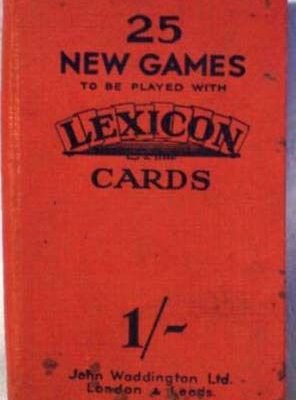 25
NEW GAMES
TO BE PLAYED WITH
LEXICON
CARDS
1/-
John Waddington Ltd.
London & Leeds.